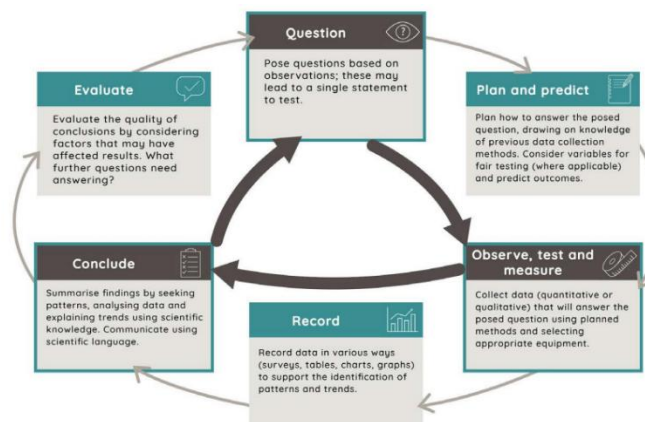 Question
Pose questions based on
observations; these may
lead to a single statement
to test.
Plan and predict
Plan how to answer the posed
question, drawing on knowledge
of previous data collection
methods. Consider variables for
fair testing (where applicable)
and predict outcomes.
Observe, test and
measure
Collect data (quantitative or
qualitative) that will answer the
posed question using planned
methods and selecting
appropriate equipment.
Record
Record data in various ways
(surveys, tables, charts, graphs)
to support the identification of
patterns and trends.
Conclude
Summarise findings by seeking
patterns, analysing data and
explaining trends using scientific
knowledge. Communicate using
scientific language.
Evaluate
Evaluate the quality of
conclusions by considering
factors that may have
affected results. What
further questions need
answering?